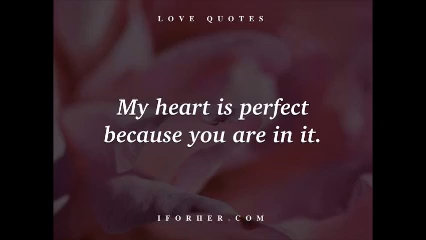 LOVE QUOTES
My heart is perfect
because you are in it.
IFORHER.COM